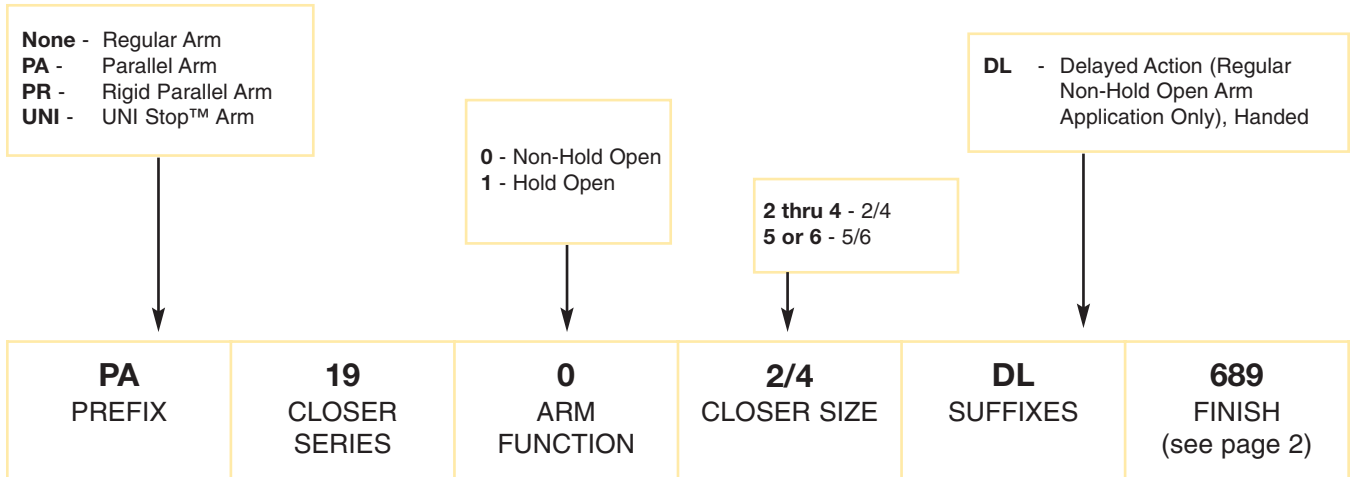 None - Regular Arm
PA - Parallel Arm
PR - Rigid Parallel Arm
UNI - UNI Stop™ Arm
0 - Non-Hold Open
1 - Hold Open
2 thru 4 - 2/4
5 or 6 - 5/6
DL - Delayed Action (Regular
Non-Hold Open Arm
Application Only), Handed
PA
PREFIX
19
CLOSER
SERIES
0
ARM
FUNCTION
2/4
CLOSER SIZE
DL
SUFFIXES
689
FINISH
(see page 2)